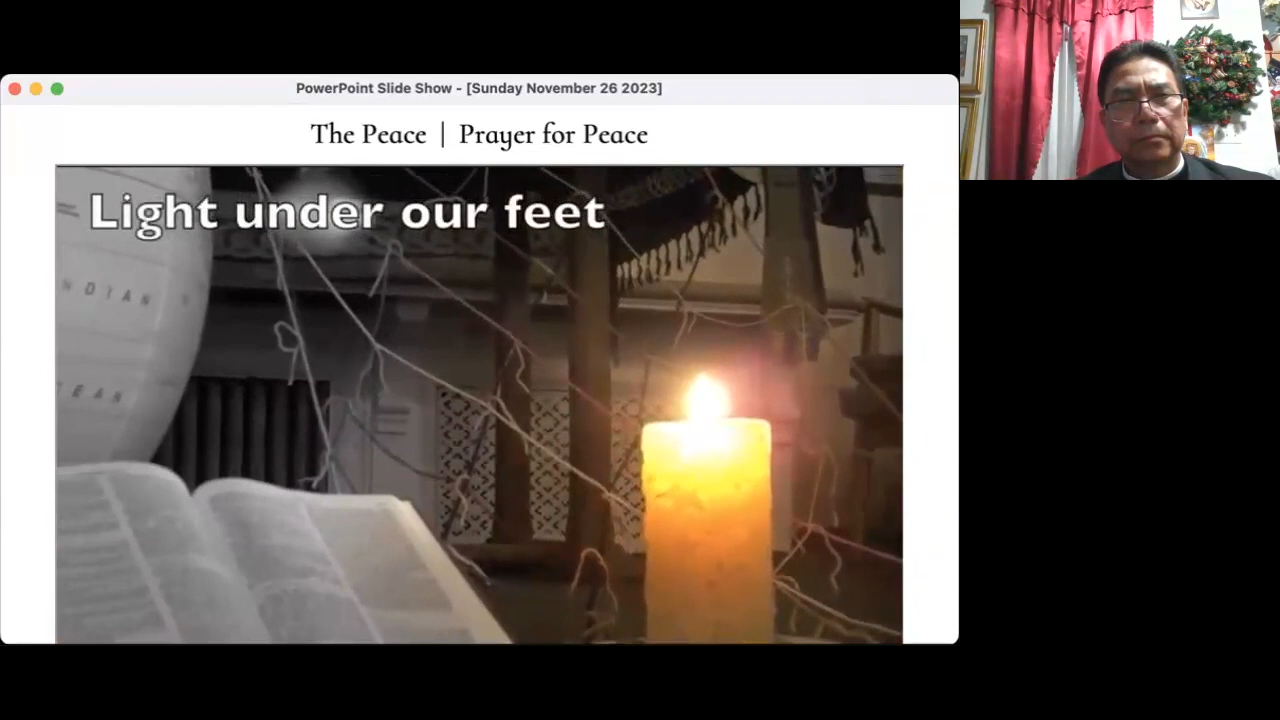 PowerPoint Slide Show - [Sunday November 26 2023]
The Peace | Prayer for Peace
Light under our feet